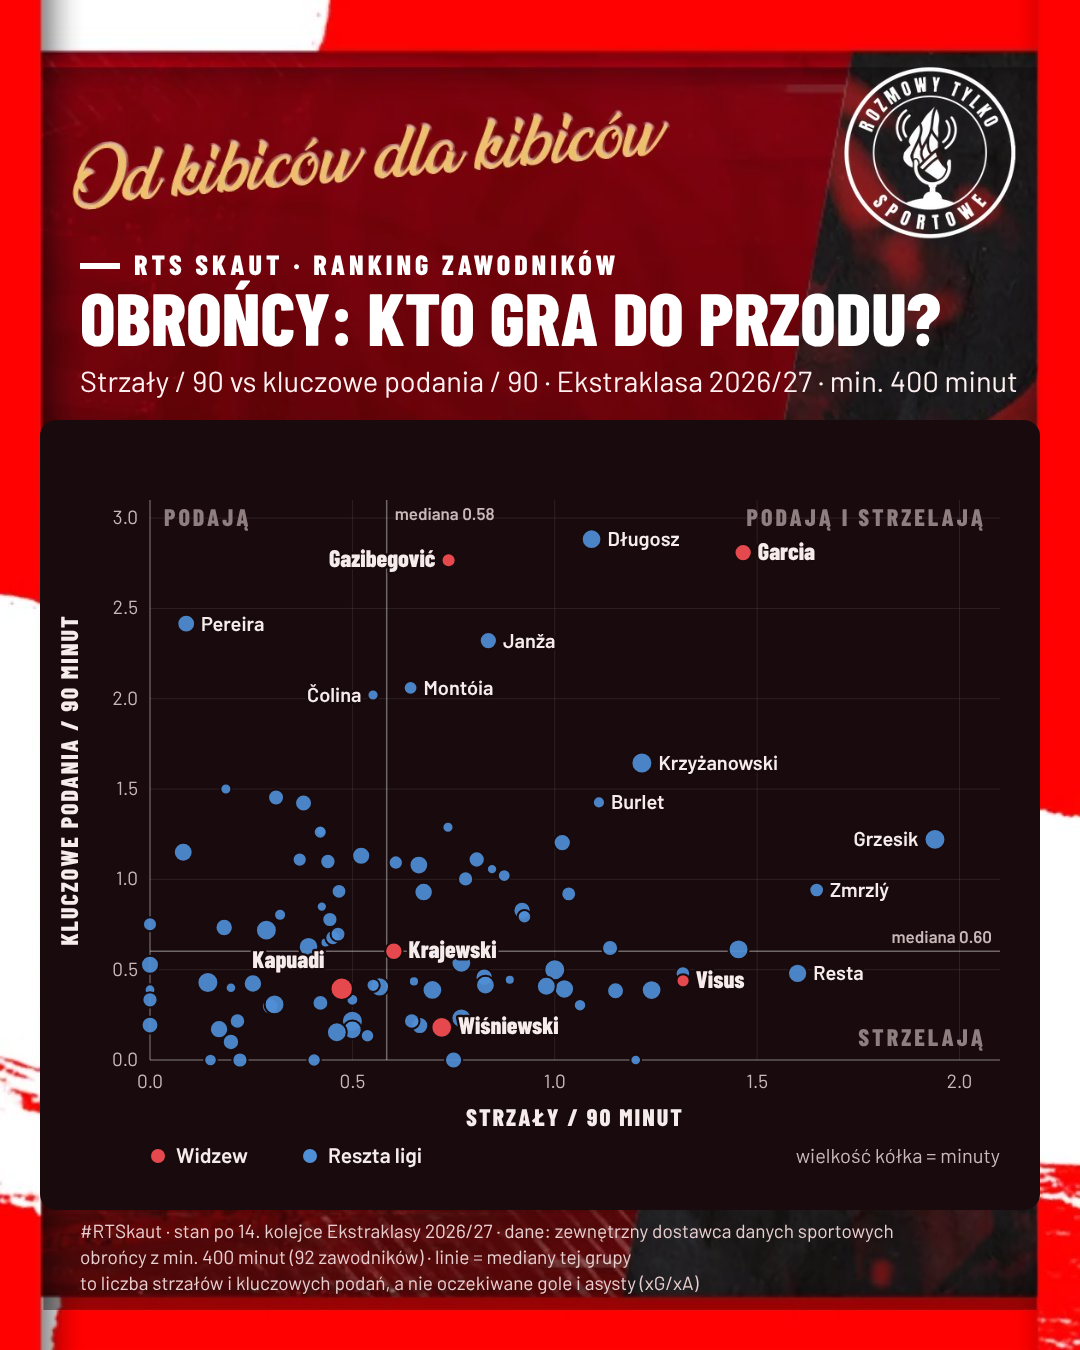 Od kibiców dla kibiców
ROZMOWY TYLKO
SPORTOWE
RTS SKAUT · RANKING ZAWODNIKÓW
OBROŃCY: KTO GRA DO PRZODU?
Strzały / 90 vs kluczowe podania / 90 · Ekstraklasa 2026/27 · min. 400 minut
KLUCZOWE PODANIA / 90 MINUT
3.0
PODAJĄ
mediana 0.58
PODAJĄ I STRZELAJĄ
Długosz
Garcia
Gazibegović
2.5
Pereira
Janža
Čolina
Montóia
2.0
Krzyżanowski
1.5
Burlet
Grzesik
1.0
Zmrzlý
mediana 0.60
Krajewski
Kapuadi
0.5
Visus
Resta
Wiśniewski
STRZELAJĄ
0.0
0.0 0.5 1.0 1.5 2.0
STRZAŁY / 90 MINUT
Widzew
Reszta ligi
wielkość kółka = minuty
#RTSkaut · stan po 14. kolejce Ekstraklasy 2026/27 · dane: zewnętrzny dostawca danych sportowych
obrońcy z min. 400 minut (92 zawodników) · linie = mediany tej grupy
to liczba strzałów i kluczowych podań, a nie oczekiwane gole i asysty (xG/xA)